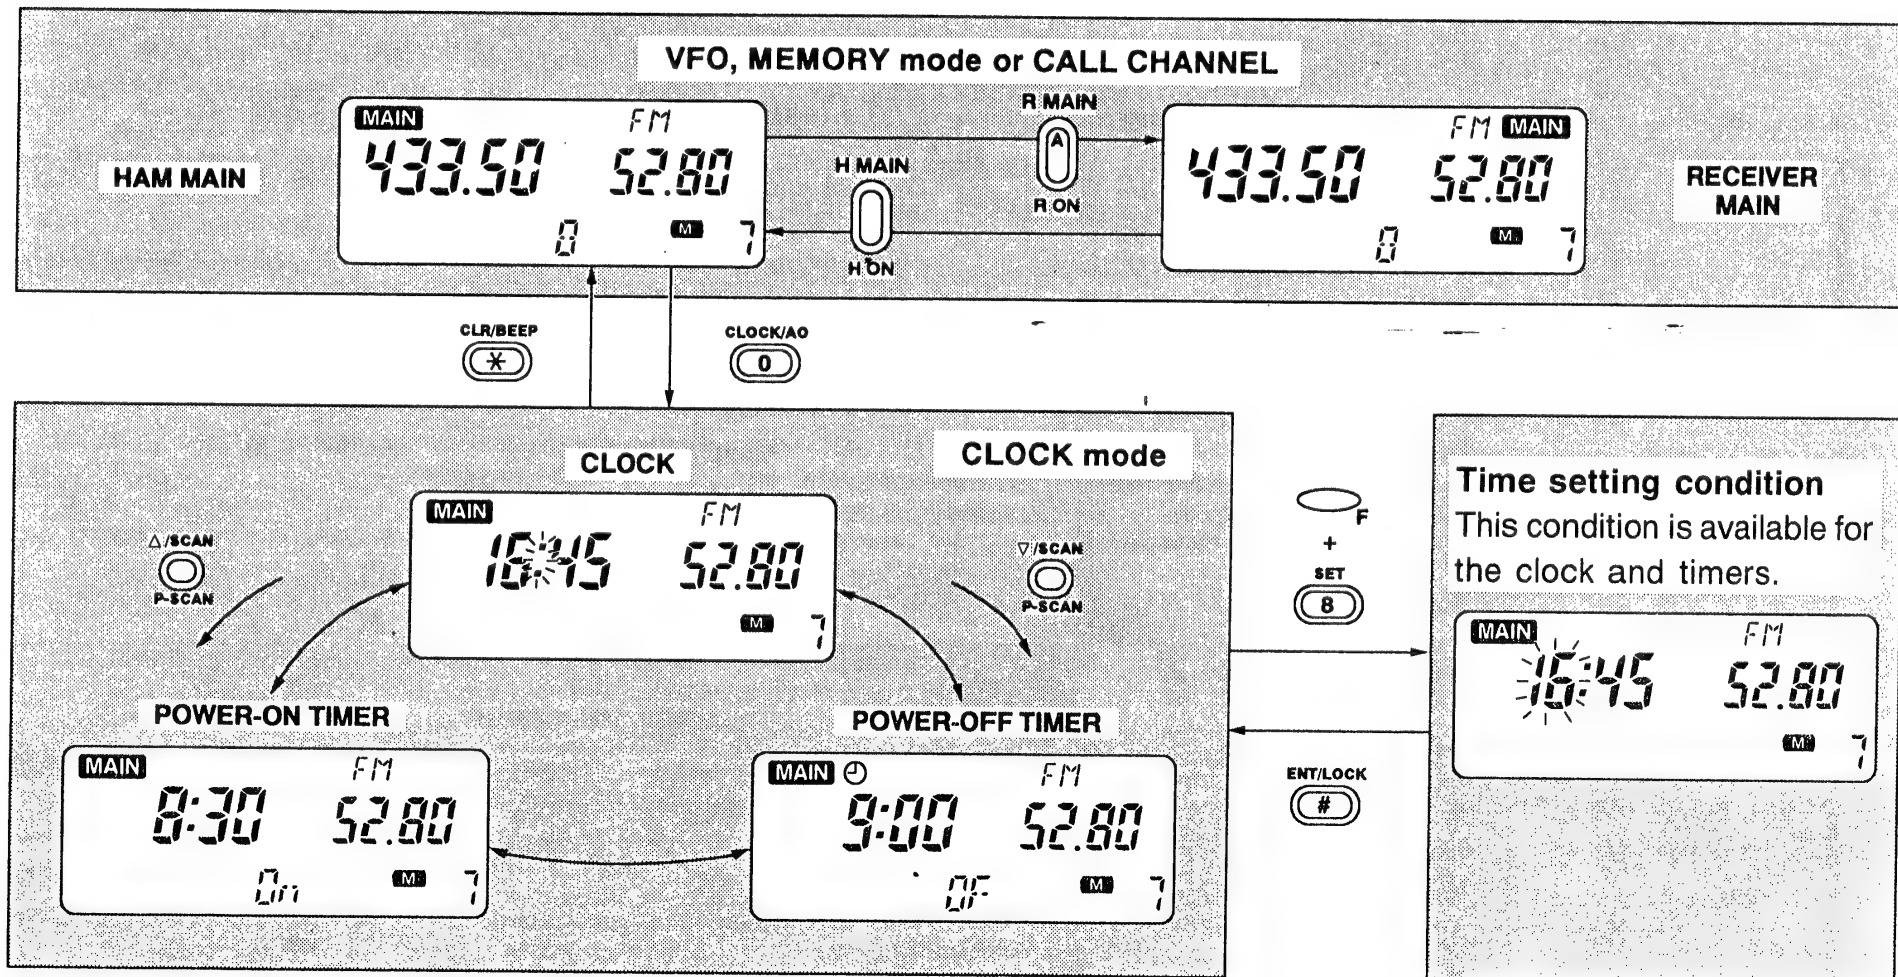 VFO, MEMORY mode or CALL CHANNEL
HAM MAIN
MAIN FM
433.50 52.80
0 M 7
R MAIN
A
R ON
H MAIN
H ON
FM MAIN
433.50 52.80
0 M 7
RECEIVER
MAIN
CLR/BEEP
*
CLOCK/AO
0
CLOCK mode
CLOCK
MAIN FM
16:45 52.80
M 7
△/SCAN
P-SCAN
▽/SCAN
P-SCAN
POWER-ON TIMER
MAIN FM
8:30 52.80
On M 7
POWER-OFF TIMER
MAIN FM
9:00 52.80
OF M 7
F
+
SET
8
ENT/LOCK
#
Time setting condition
This condition is available for
the clock and timers.
MAIN FM
16:45 52.80
M 7